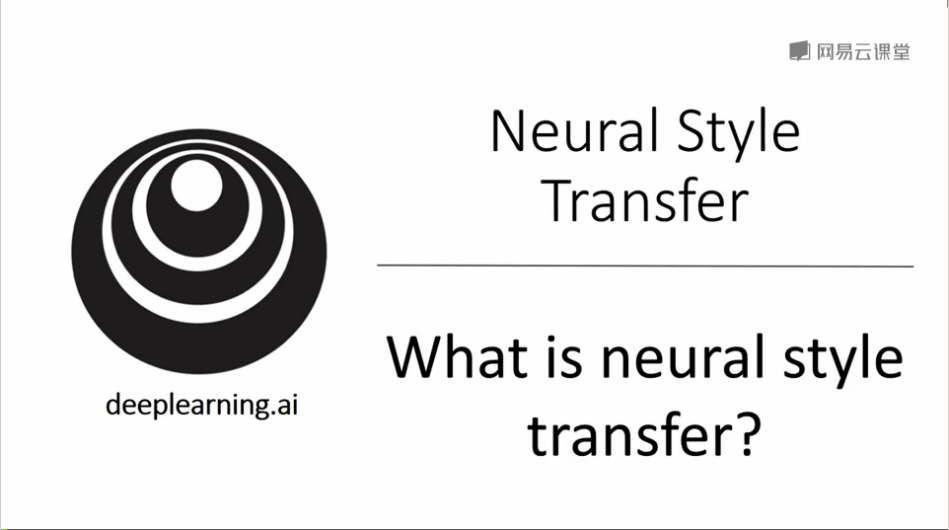 网易云课堂
Neural Style
Transfer
What is neural style
transfer?
deeplearning.ai